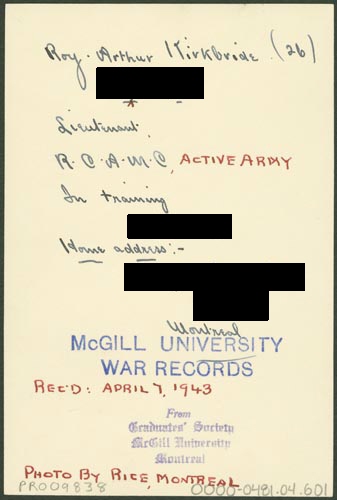 Roy Arthur Kirkbride (26)
Lieutenant,
R.C.A.M.C., ACTIVE ARMY
In training
Home address:-
Montreal
McGILL UNIVERSITY
WAR RECORDS
REC'D: APRIL 7, 1943
From
Graduates' Society
McGill University
Montreal
PHOTO BY RICE, MONTREAL
PR009838
0000-0481.04.601